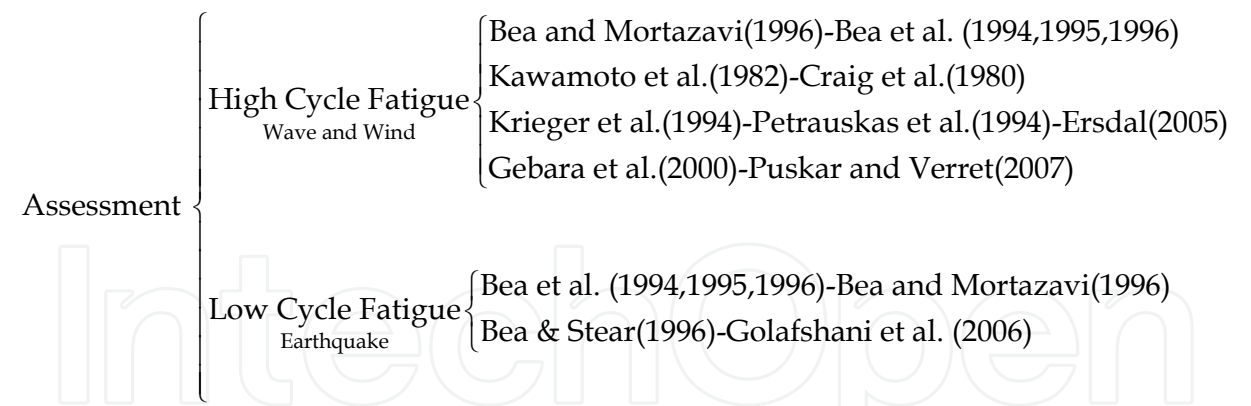 Assessment
High Cycle Fatigue
Wave and Wind
Bea and Mortazavi(1996)-Bea et al. (1994,1995,1996)
Kawamoto et al.(1982)-Craig et al.(1980)
Krieger et al.(1994)-Petrauskas et al.(1994)-Ersdal(2005)
Gebara et al.(2000)-Puskar and Verret(2007)
Low Cycle Fatigue
Earthquake
Bea et al. (1994,1995,1996)-Bea and Mortazavi(1996)
Bea & Stear(1996)-Golafshani et al. (2006)
IntechOpen